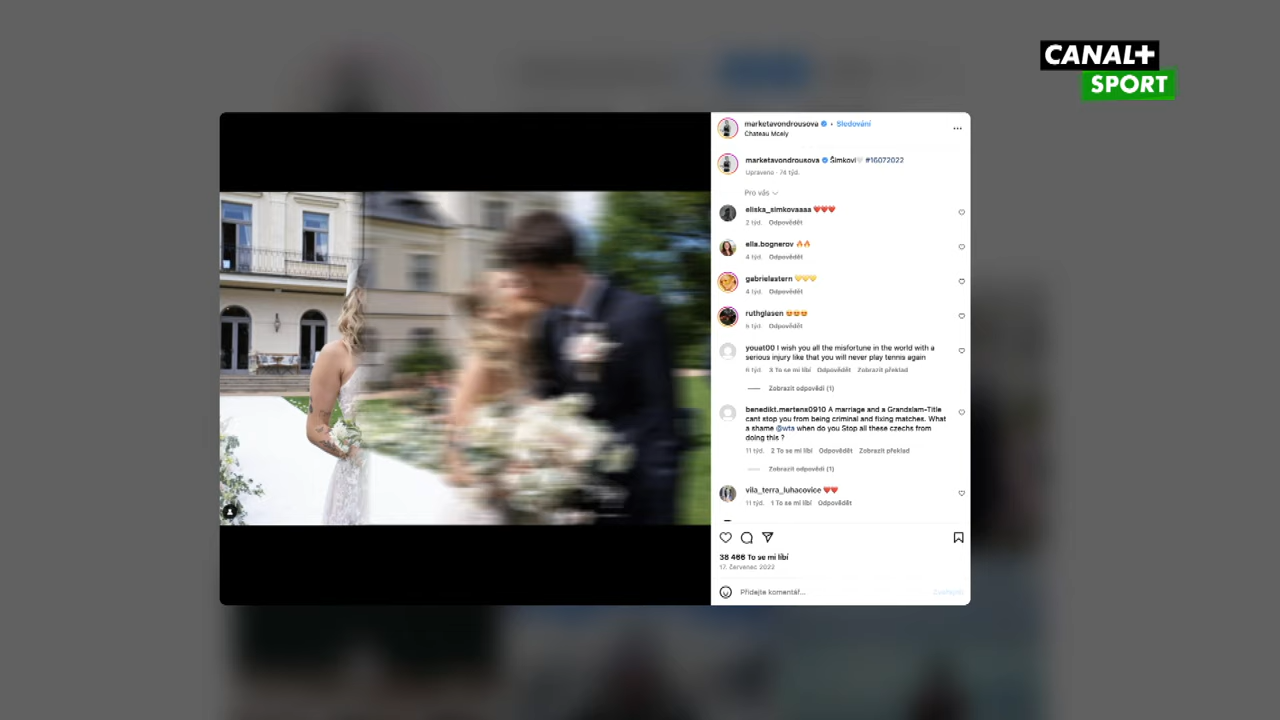 CANAL+
SPORT
marketavondrousova • Sledování
Chateau Mcely
marketavondrousova Šimkovi🤍 #16072022
Upraveno · 74 týd.
Pro vás
eliska_simkovaaaa ❤️❤️❤️
2 týd. Odpovědět
ella.bognerov 🔥🔥
4 týd. Odpovědět
gabrielastern 💛💛💛
4 týd. Odpovědět
ruthglasen 😍😍😍
6 týd. Odpovědět
youat00 I wish you all the misfortune in the world with a
serious injury like that you will never play tennis again
6 týd. 3 To se mi líbí Odpovědět Zobrazit překlad
Zobrazit odpovědi (1)
benedikt.mertens0910 A marriage and a Grandslam-Title
cant stop you from being criminal and fixing matches. What
a shame @wta when do you Stop all these czechs from
doing this ?
11 týd. 2 To se mi líbí Odpovědět Zobrazit překlad
Zobrazit odpovědi (1)
vila_terra_luhacovice ❤️❤️
11 týd. 1 To se mi líbí Odpovědět
38 466 To se mi líbí
17. červenec 2022
Přidejte komentář...